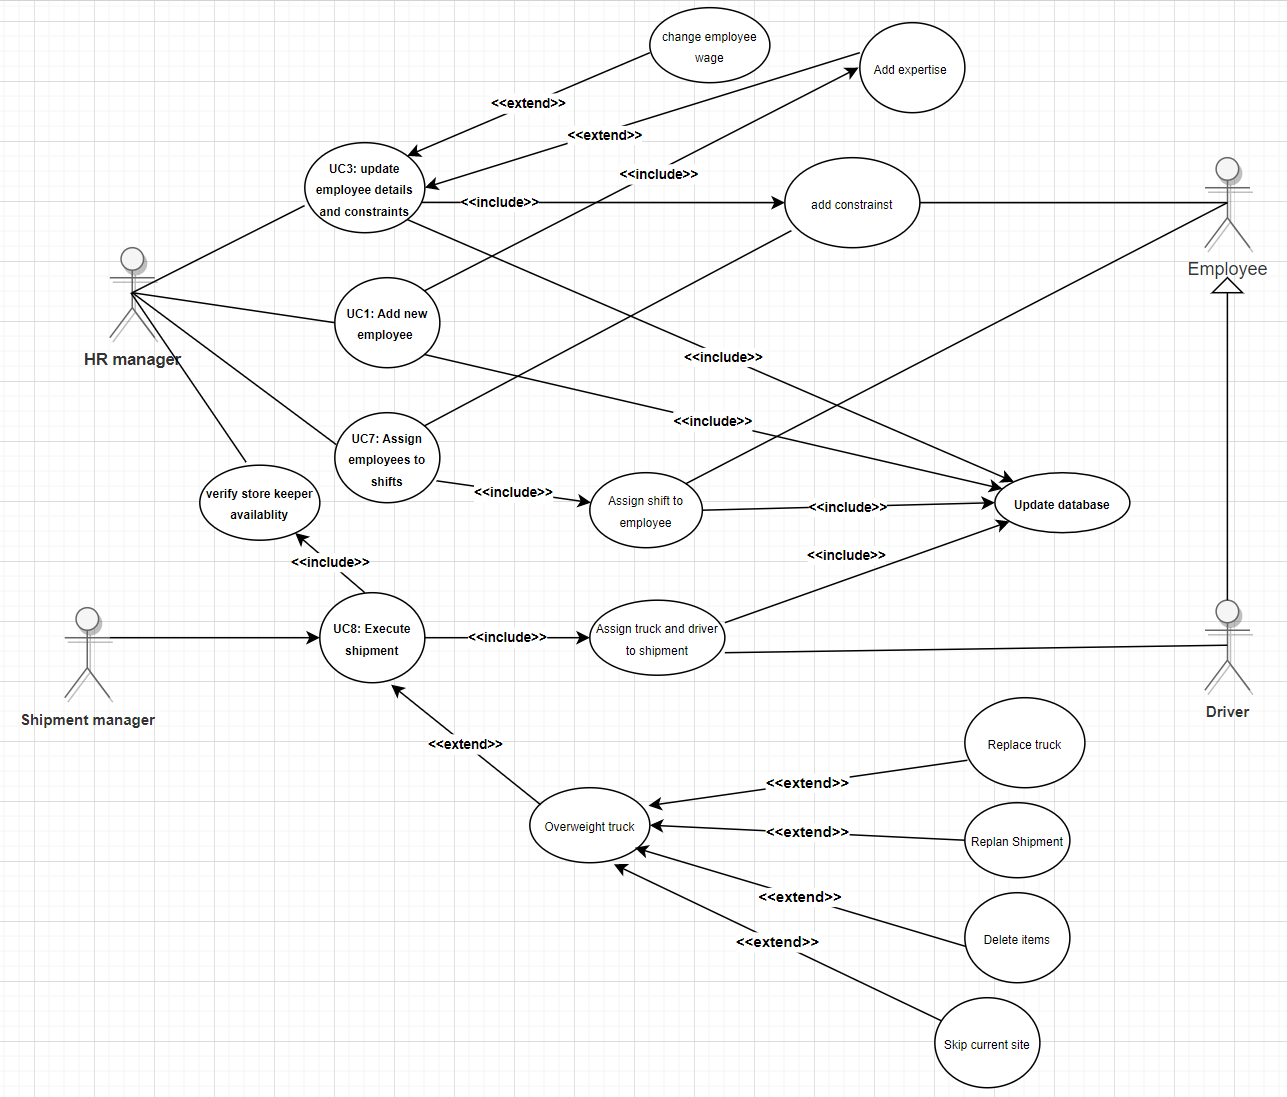 change employee
wage
Add expertise
<<extend>>
<<extend>>
UC3: update
employee details
and constraints
<<include>>
<<include>>
add constrainst
Employee
HR manager
UC1: Add new
employee
<<include>>
<<include>>
UC7: Assign
employees to
shifts
<<include>>
verify store keeper
availablity
Assign shift to
employee
<<include>>
Update database
<<include>>
<<include>>
UC8: Execute
shipment
<<include>>
Assign truck and driver
to shipment
Shipment manager
Driver
<<extend>>
Replace truck
<<extend>>
Overweight truck
<<extend>>
Replan Shipment
<<extend>>
Delete items
<<extend>>
Skip current site